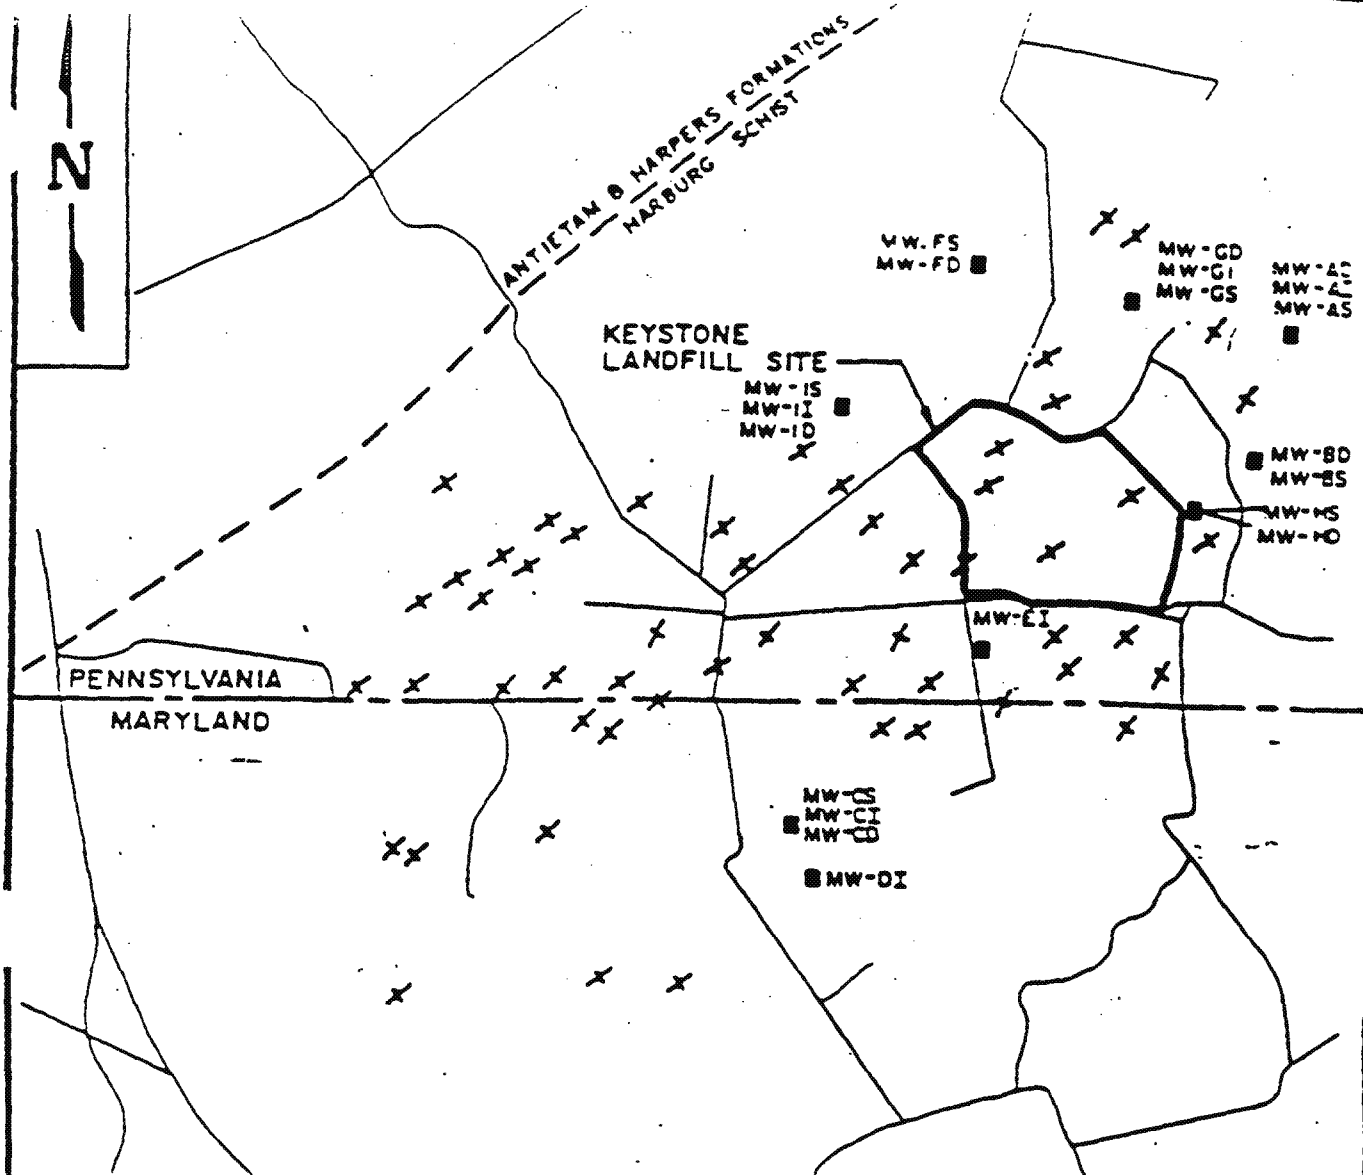 N
ANTIETAM & HARPERS FORMATIONS
MARBURG SCHIST
MW-FS
MW-FD
MW-GD
MW-GI
MW-GS
MW-AS
KEYSTONE
LANDFILL SITE
MW-IS
MW-II
MW-ID
MW-BD
MW-BS
MW-HS
MW-HD
MW-EI
PENNSYLVANIA
MARYLAND
MW-CS
MW-CI
MW-CD
MW-DI